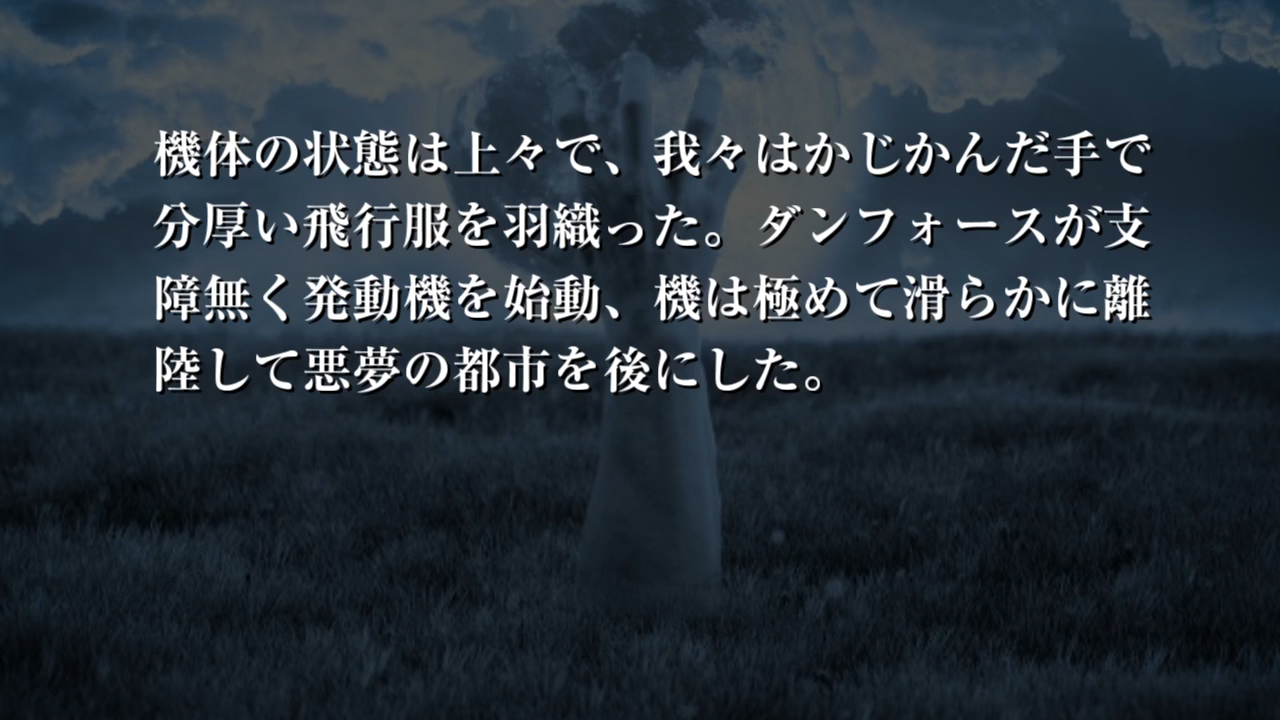 機体の状態は上々で、我々はかじかんだ手で
分厚い飛行服を羽織った。ダンフォースが支
障無く発動機を始動、機は極めて滑らかに離
陸して悪夢の都市を後にした。